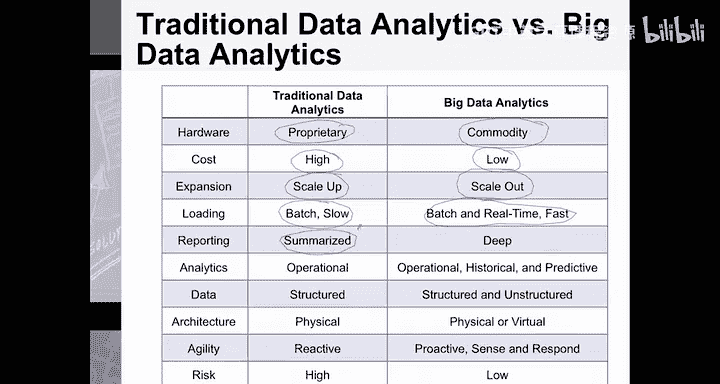 Traditional Data Analytics vs. Big
Data Analytics
bilibili
Traditional Data
Analytics
Big Data Analytics
Hardware Proprietary Commodity
Cost High Low
Expansion Scale Up Scale Out
Loading Batch, Slow Batch and Real-Time, Fast
Reporting Summarized Deep
Analytics Operational Operational, Historical, and Predictive
Data Structured Structured and Unstructured
Architecture Physical Physical or Virtual
Agility Reactive Proactive, Sense and Respond
Risk High Low